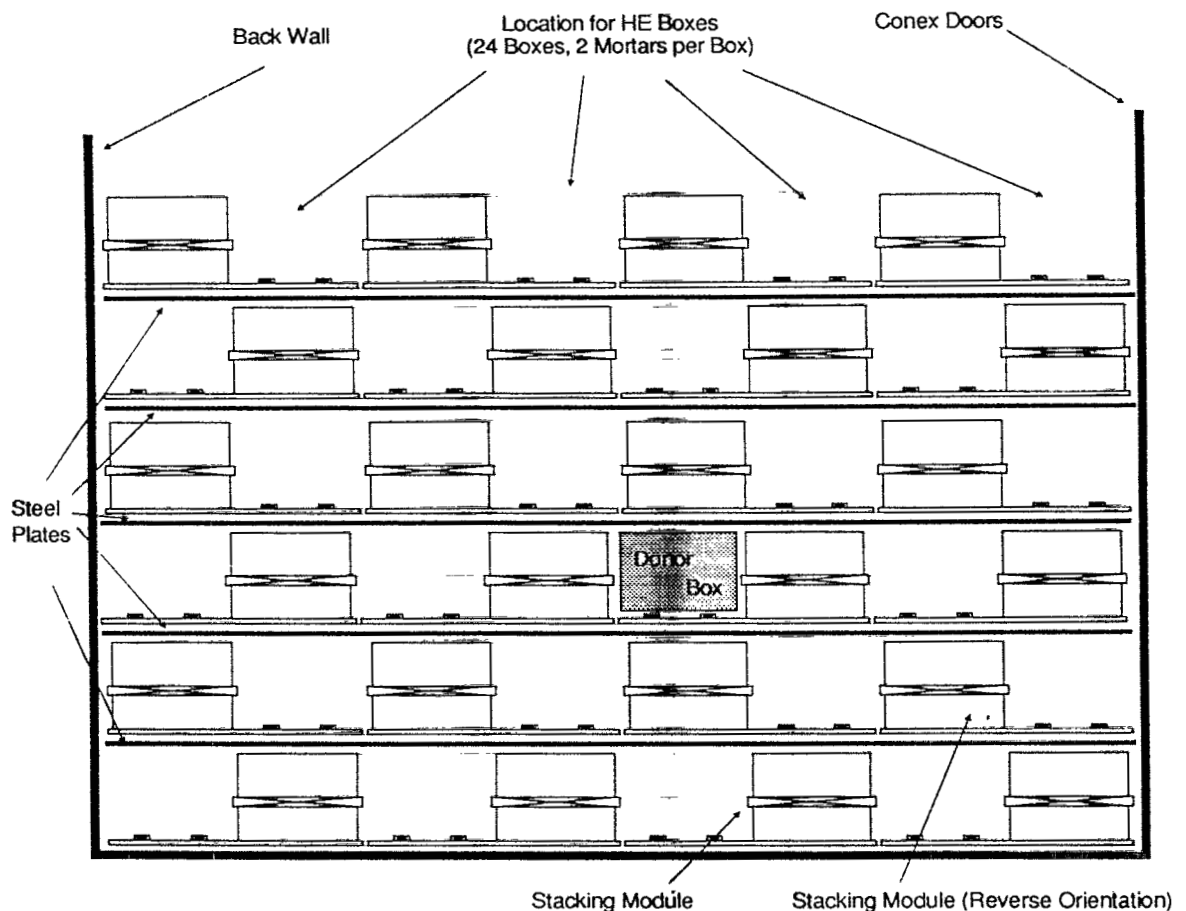 Back Wall
Location for HE Boxes
(24 Boxes, 2 Mortars per Box)
Conex Doors
Steel
Plates
Donor
Box
Stacking Module
Stacking Module (Reverse Orientation)